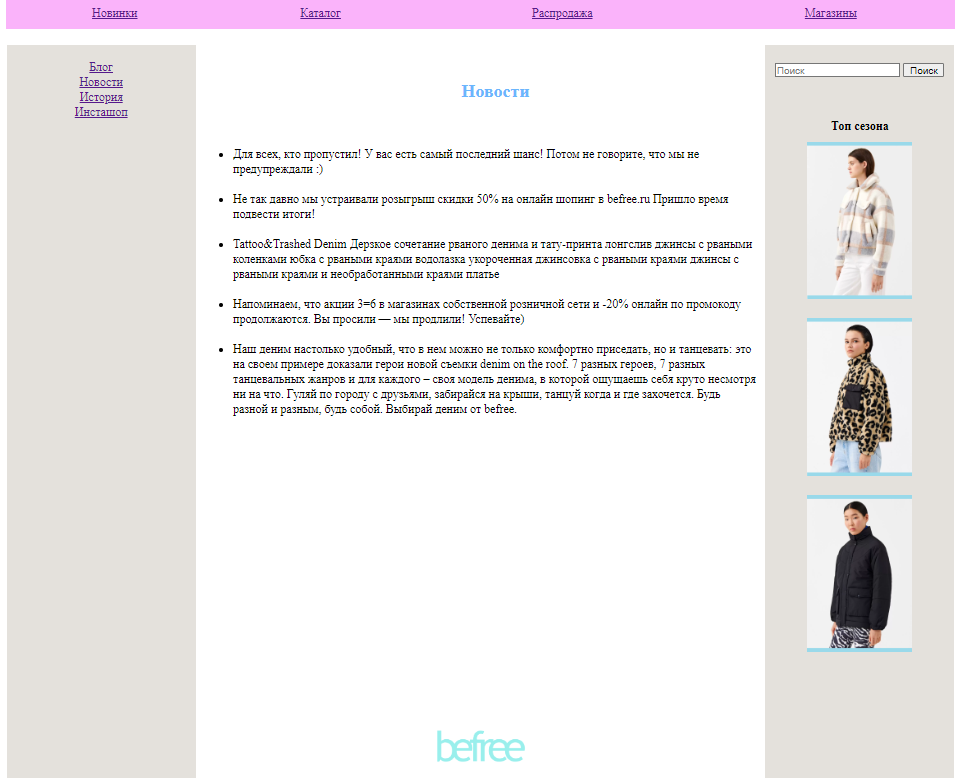 Новинки
Каталог
Распродажа
Магазины
Блог
Новости
История
Инсташоп
Новости
Для всех, кто пропустил! У вас есть самый последний шанс! Потом не говорите, что мы не
предупреждали :)
Не так давно мы устраивали розыгрыш скидки 50% на онлайн шопинг в befree.ru Пришло время
подвести итоги!
Tattoo&Trashed Denim Дерзкое сочетание рваного денима и тату-принта лонгслив джинсы с рваными
коленками юбка с рваными краями водолазка укороченная джинсовка с рваными краями джинсы с
рваными краями и необработанными краями платье
Напоминаем, что акции 3=6 в магазинах собственной розничной сети и -20% онлайн по промокоду
продолжаются. Вы просили — мы продлили! Успевайте)
Наш деним настолько удобный, что в нем можно не только комфортно приседать, но и танцевать: это
на своем примере доказали герои новой съемки denim on the roof. 7 разных героев, 7 разных
танцевальных жанров и для каждого – своя модель денима, в которой ощущаешь себя круто несмотря
ни на что. Гуляй по городу с друзьями, забирайся на крыши, танцуй когда и где захочется. Будь
разной и разным, будь собой. Выбирай деним от befree.
befree
Поиск
Поиск
Топ сезона